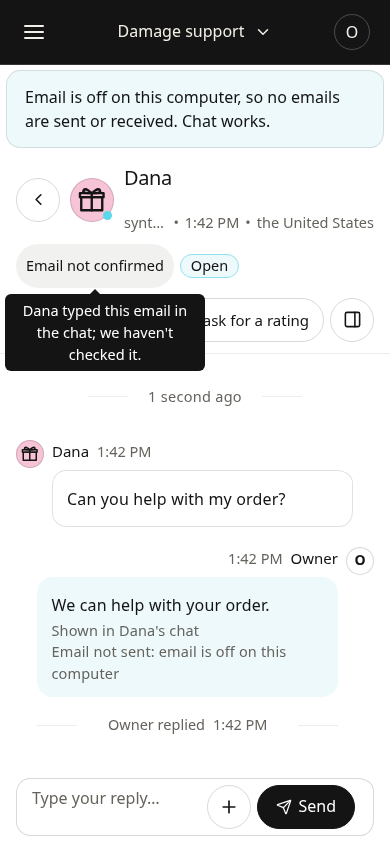 Damage support
O
Email is off on this computer, so no emails
are sent or received. Chat works.
Dana
synt... • 1:42 PM • the United States
Email not confirmed
Open
Dana typed this email in
the chat; we haven't
checked it.
ask for a rating
1 second ago
Dana 1:42 PM
Can you help with my order?
1:42 PM Owner O
We can help with your order.
Shown in Dana's chat
Email not sent: email is off on this
computer
Owner replied 1:42 PM
Type your reply...
Send